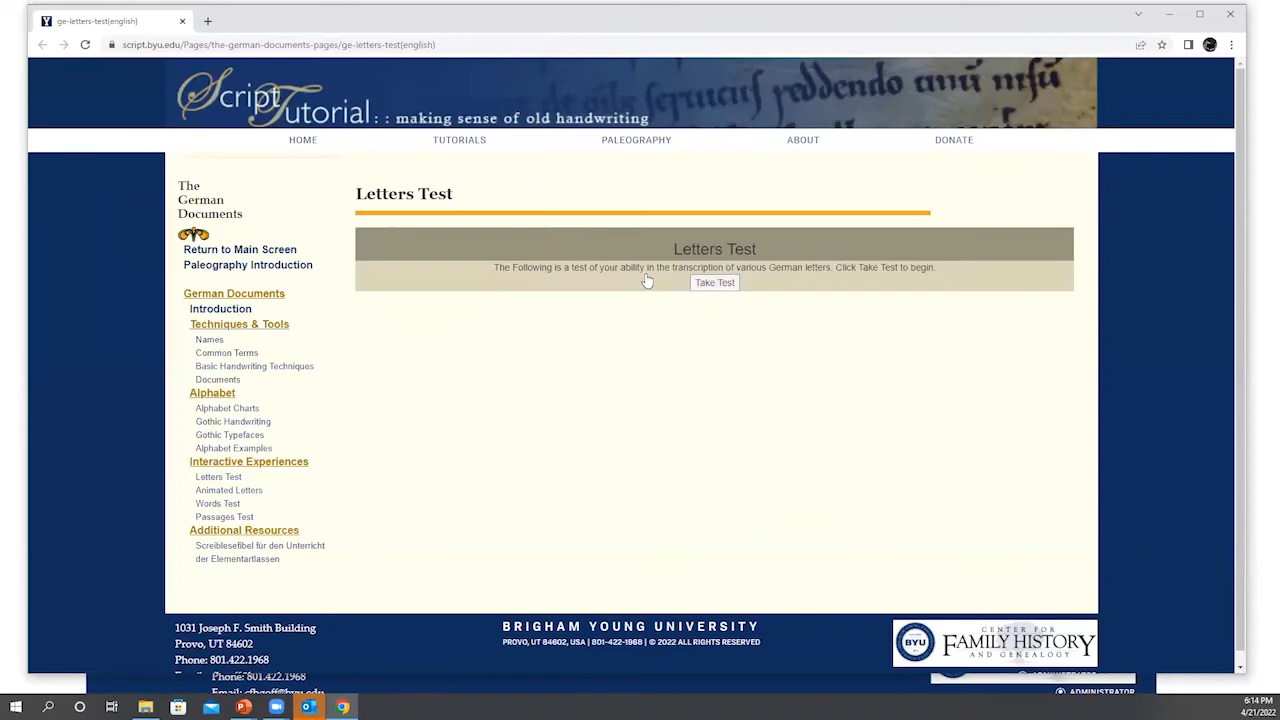 ge-letters-test(english)
script.byu.edu/Pages/the-german-documents-pages/ge-letters-test(english)
Script Tutorial :: making sense of old handwriting
HOME TUTORIALS PALEOGRAPHY ABOUT DONATE
The
German
Documents
Return to Main Screen
Paleography Introduction
German Documents
Introduction
Techniques & Tools
Names
Common Terms
Basic Handwriting Techniques
Documents
Alphabet
Alphabet Charts
Gothic Handwriting
Gothic Typefaces
Alphabet Examples
Interactive Experiences
Letters Test
Animated Letters
Words Test
Passages Test
Additional Resources
Screiblesefibel für den Unterricht
der Elementartlassen
Letters Test
Letters Test
The Following is a test of your ability in the transcription of various German letters. Click Take Test to begin.
Take Test
1031 Joseph F. Smith Building
Provo, UT 84602
Phone: 801.422.1968
Phone: 801.422.1968
BRIGHAM YOUNG UNIVERSITY
PROVO, UT 84602, USA | 801-422-1968 | © 2022 ALL RIGHTS RESERVED
BYU
CENTER FOR
FAMILY HISTORY
AND GENEALOGY
ADMINISTRATOR
6:14 PM
4/21/2022